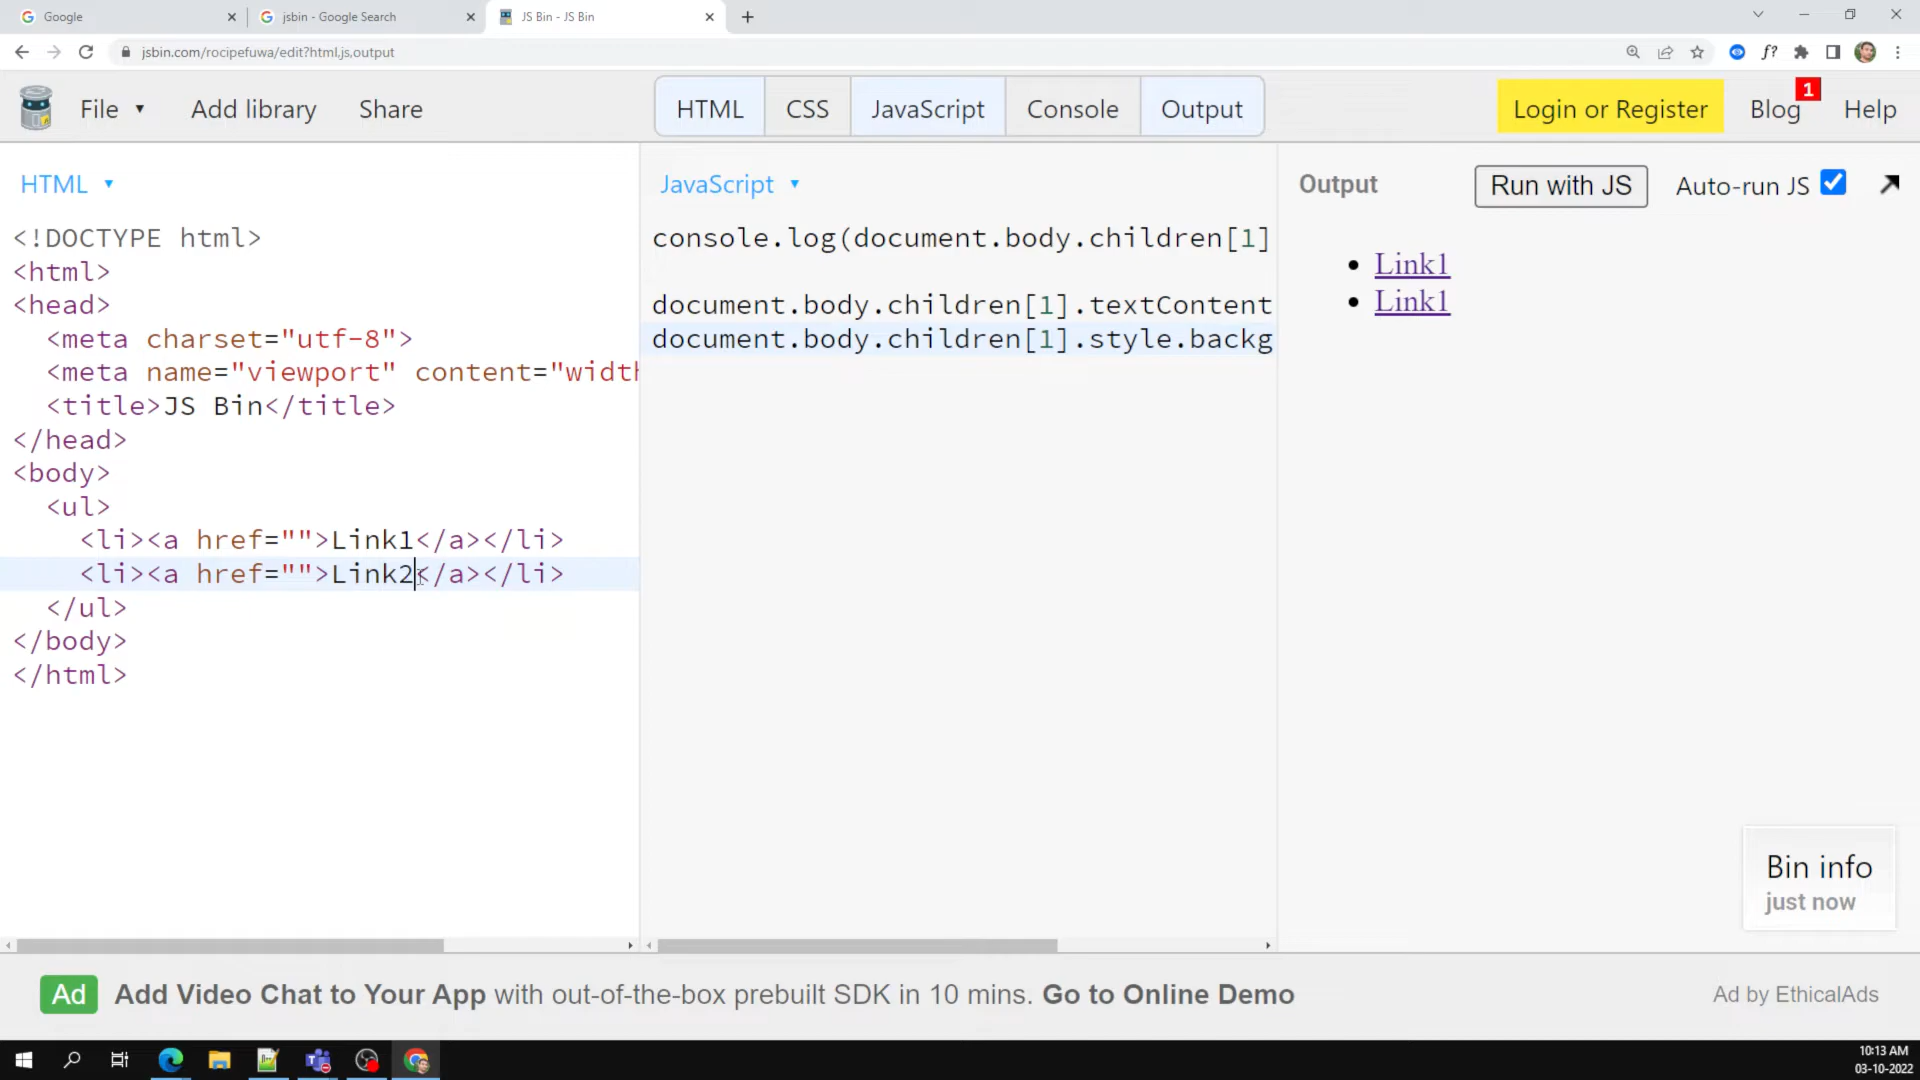 Google
jsbin - Google Search
JS Bin - JS Bin
jsbin.com/rocipefuwa/edit?html,js,output
f?
File
Add library
Share
HTML
CSS
JavaScript
Console
Output
Login or Register
Blog
1
Help
HTML
<!DOCTYPE html>
<html>
<head>
<meta charset="utf-8">
<meta name="viewport" content="width
<title>JS Bin</title>
</head>
<body>
<ul>
<li><a href="">Link1</a></li>
<li><a href="">Link2</a></li>
</ul>
</body>
</html>
JavaScript
console.log(document.body.children[1]
document.body.children[1].textContent
document.body.children[1].style.backg
Output
Run with JS
Auto-run JS
Link1
Link1
Bin info
just now
Ad Add Video Chat to Your App with out-of-the-box prebuilt SDK in 10 mins. Go to Online Demo
Ad by EthicalAds
10:13 AM
03-10-2022